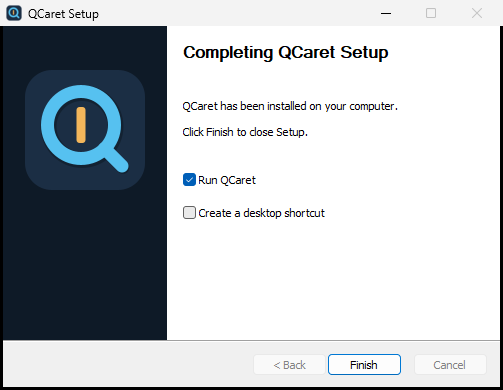 QCaret Setup
Completing QCaret Setup
QCaret has been installed on your computer.
Click Finish to close Setup.
Run QCaret
Create a desktop shortcut
< Back
Finish
Cancel